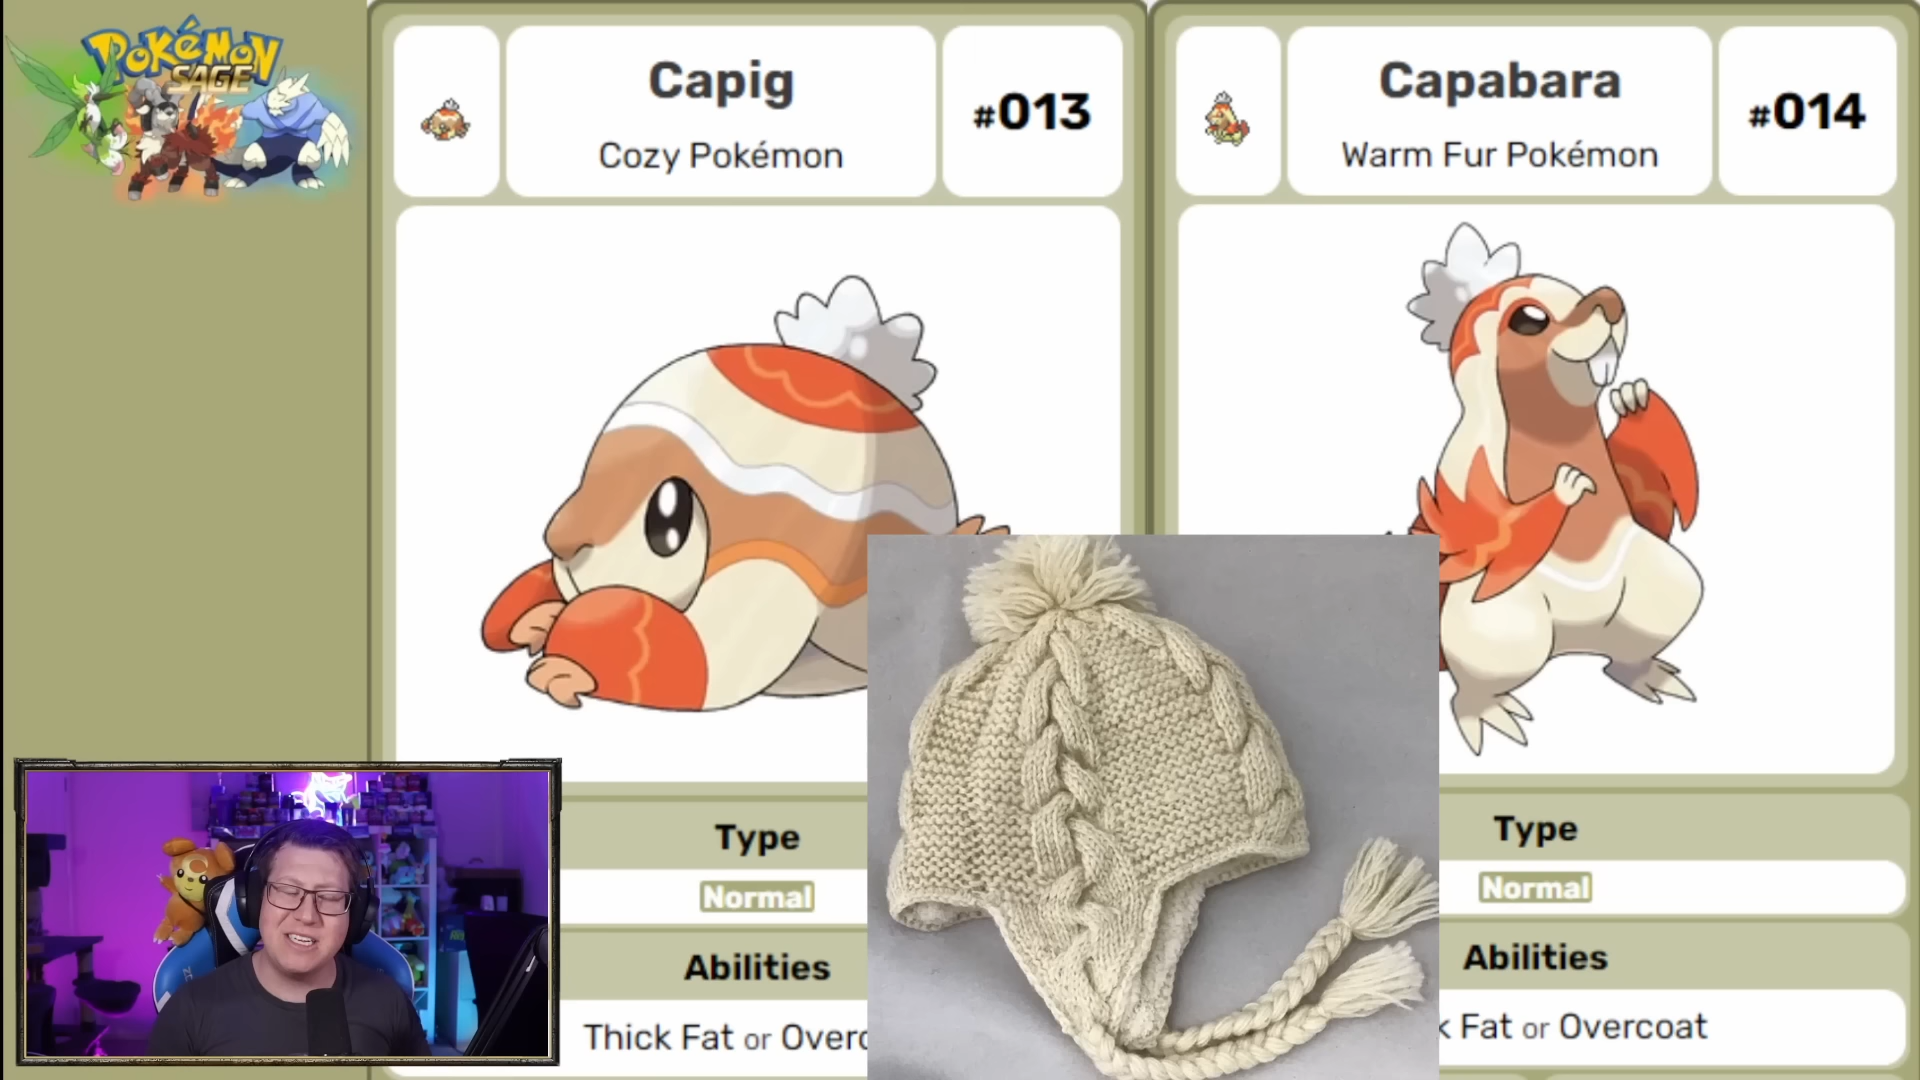 POKÉMON
SAGE
Capig
Cozy Pokémon
#013
Capabara
Warm Fur Pokémon
#014
Type
Normal
Abilities
Thick Fat or Overc
Type
Normal
Abilities
k Fat or Overcoat